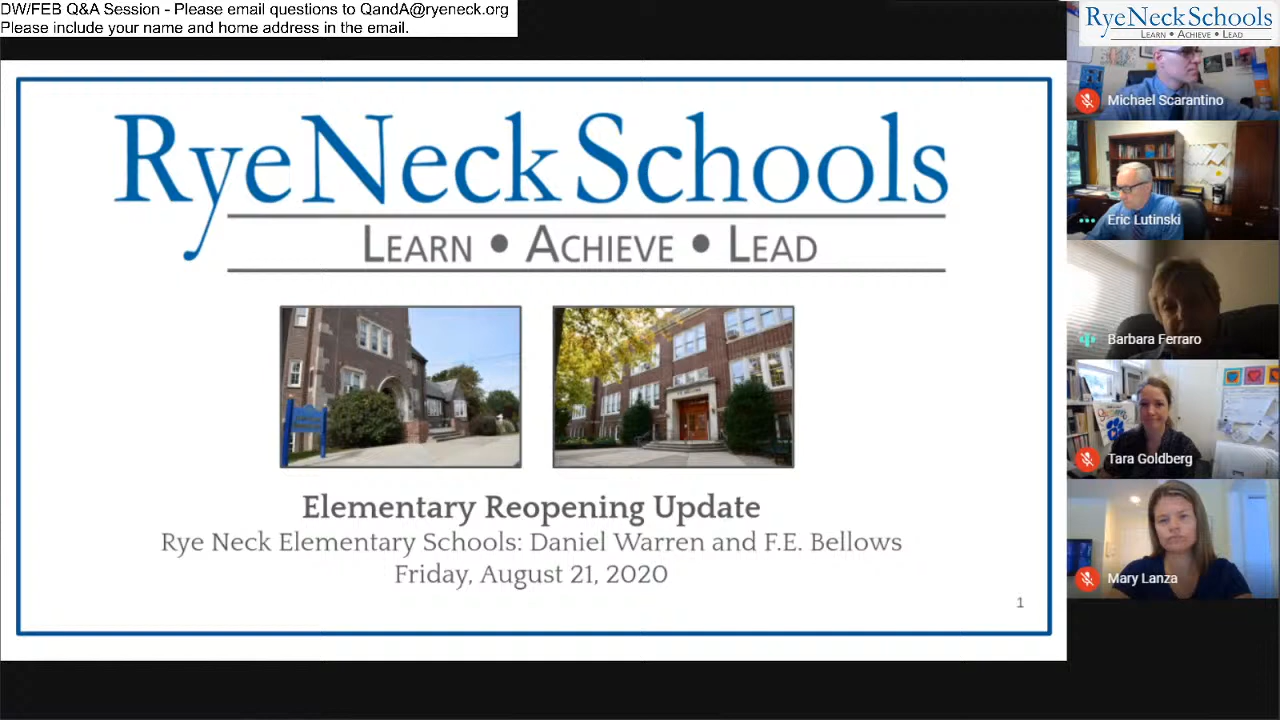 DW/FEB Q&A Session - Please email questions to QandA@ryeneck.org
Please include your name and home address in the email.
RyeNeckSchools
LEARN • ACHIEVE • LEAD
Michael Scarantino
Eric Lutinski
Barbara Ferraro
Tara Goldberg
Mary Lanza
RyeNeckSchools
LEARN • ACHIEVE • LEAD
Elementary Reopening Update
Rye Neck Elementary Schools: Daniel Warren and F.E. Bellows
Friday, August 21, 2020
1